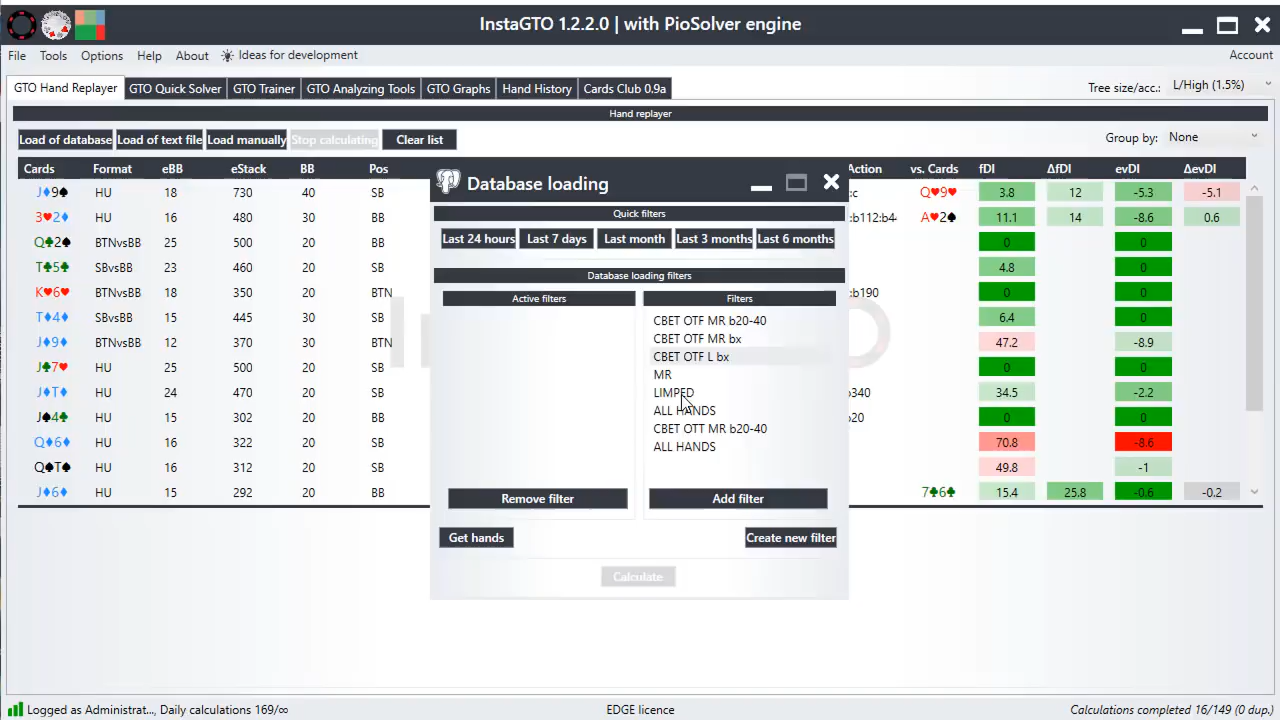 InstaGTO 1.2.2.0 | with PioSolver engine
File Tools Options Help About Ideas for development Account
GTO Hand Replayer GTO Quick Solver GTO Trainer GTO Analyzing Tools GTO Graphs Hand History Cards Club 0.9a Tree size/acc.: L/High (1.5%)
Hand replayer
Load of database Load of text file Load manually Stop calculating Clear list Group by: None
Cards Format eBB eStack BB Pos Action vs. Cards fDI ΔfDI evDI ΔevDI
J♦9♠ HU 18 730 40 SB :c Q♥9♥ 3.8 12 -5.3 -5.1
3♥2♦ HU 16 480 30 BB :b112:b4 A♥2♠ 11.1 14 -8.6 0.6
Q♣2♠ BTNvsBB 25 500 20 BB 0 0
T♣5♣ SBvsBB 23 460 20 SB 4.8 0
K♥6♥ BTNvsBB 18 350 20 BTN :b190 0 0
T♦4♦ SBvsBB 15 445 30 SB 6.4 0
J♦9♦ BTNvsBB 12 370 30 BTN 47.2 -8.9
J♣7♥ HU 25 500 20 SB 0 0
J♦T♦ HU 24 470 20 SB b340 34.5 -2.2
J♠4♣ HU 15 302 20 BB b20 0 0
Q♦6♦ HU 16 322 20 SB 70.8 -8.6
Q♠T♠ HU 16 312 20 SB 49.8 -1
J♦6♦ HU 15 292 20 BB 7♣6♣ 15.4 25.8 -0.6 -0.2
Database loading
Quick filters
Last 24 hours Last 7 days Last month Last 3 months Last 6 months
Database loading filters
Active filters Filters
CBET OTF MR b20-40
CBET OTF MR bx
CBET OTF L bx
MR
LIMPED
ALL HANDS
CBET OTT MR b20-40
ALL HANDS
Remove filter Add filter
Get hands Create new filter
Calculate
Logged as Administrat..., Daily calculations 169/∞ EDGE licence Calculations completed 16/149 (0 dup.)